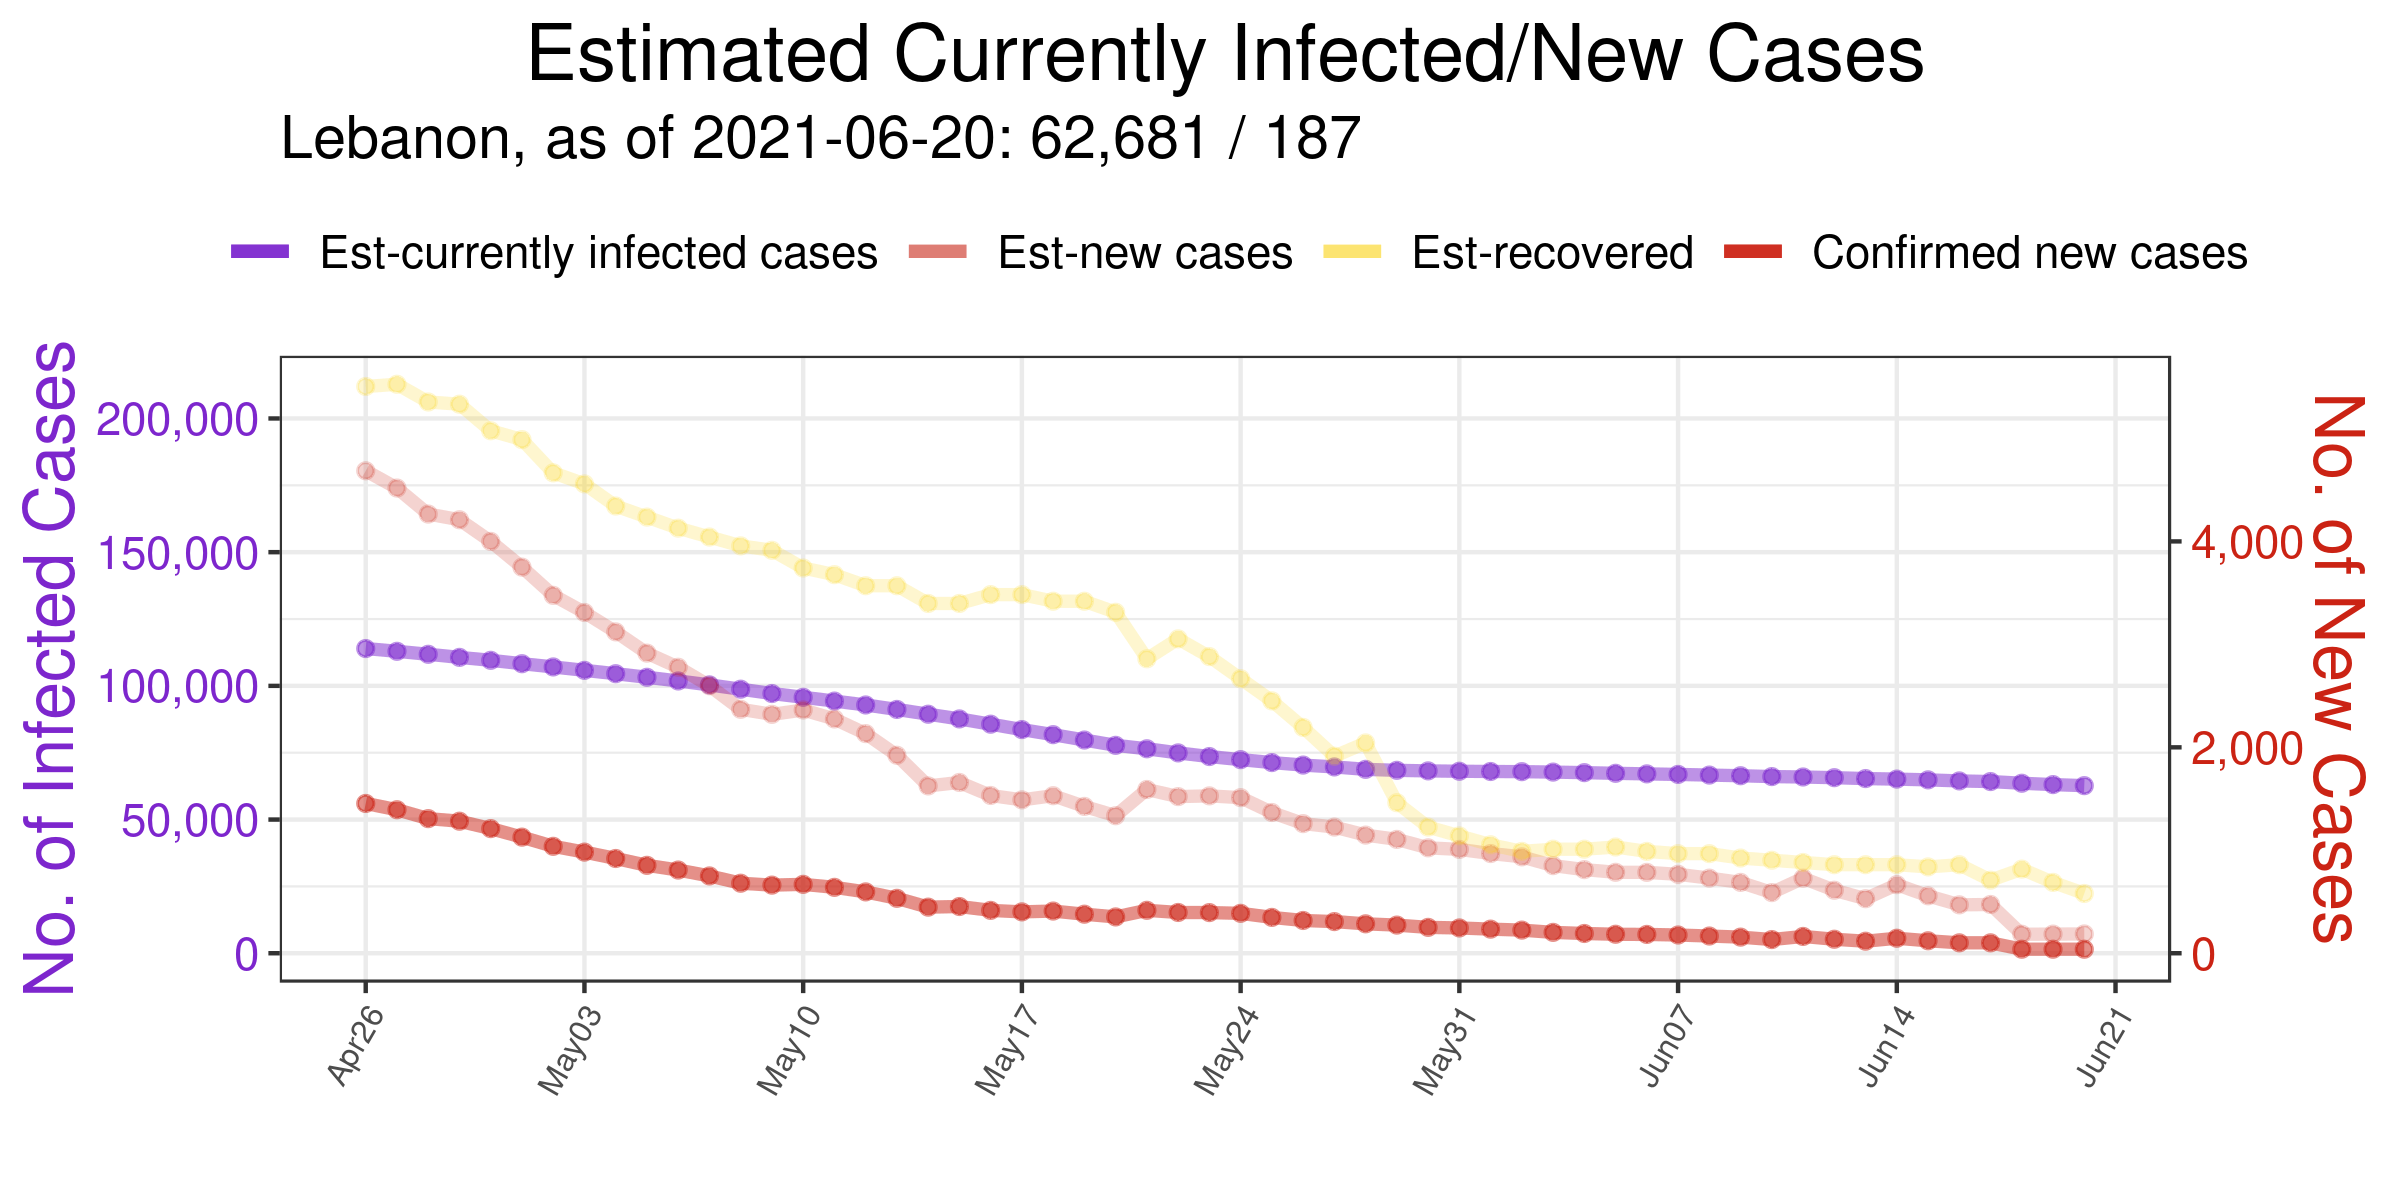 Estimated Currently Infected/New Cases
Lebanon, as of 2021-06-20: 62,681 / 187
Est-currently infected cases Est-new cases Est-recovered Confirmed new cases
No. of Infected Cases
200,000
150,000
100,000
50,000
0
4,000
2,000
0
No. of New Cases
Apr26 May03 May10 May17 May24 May31 Jun07 Jun14 Jun21